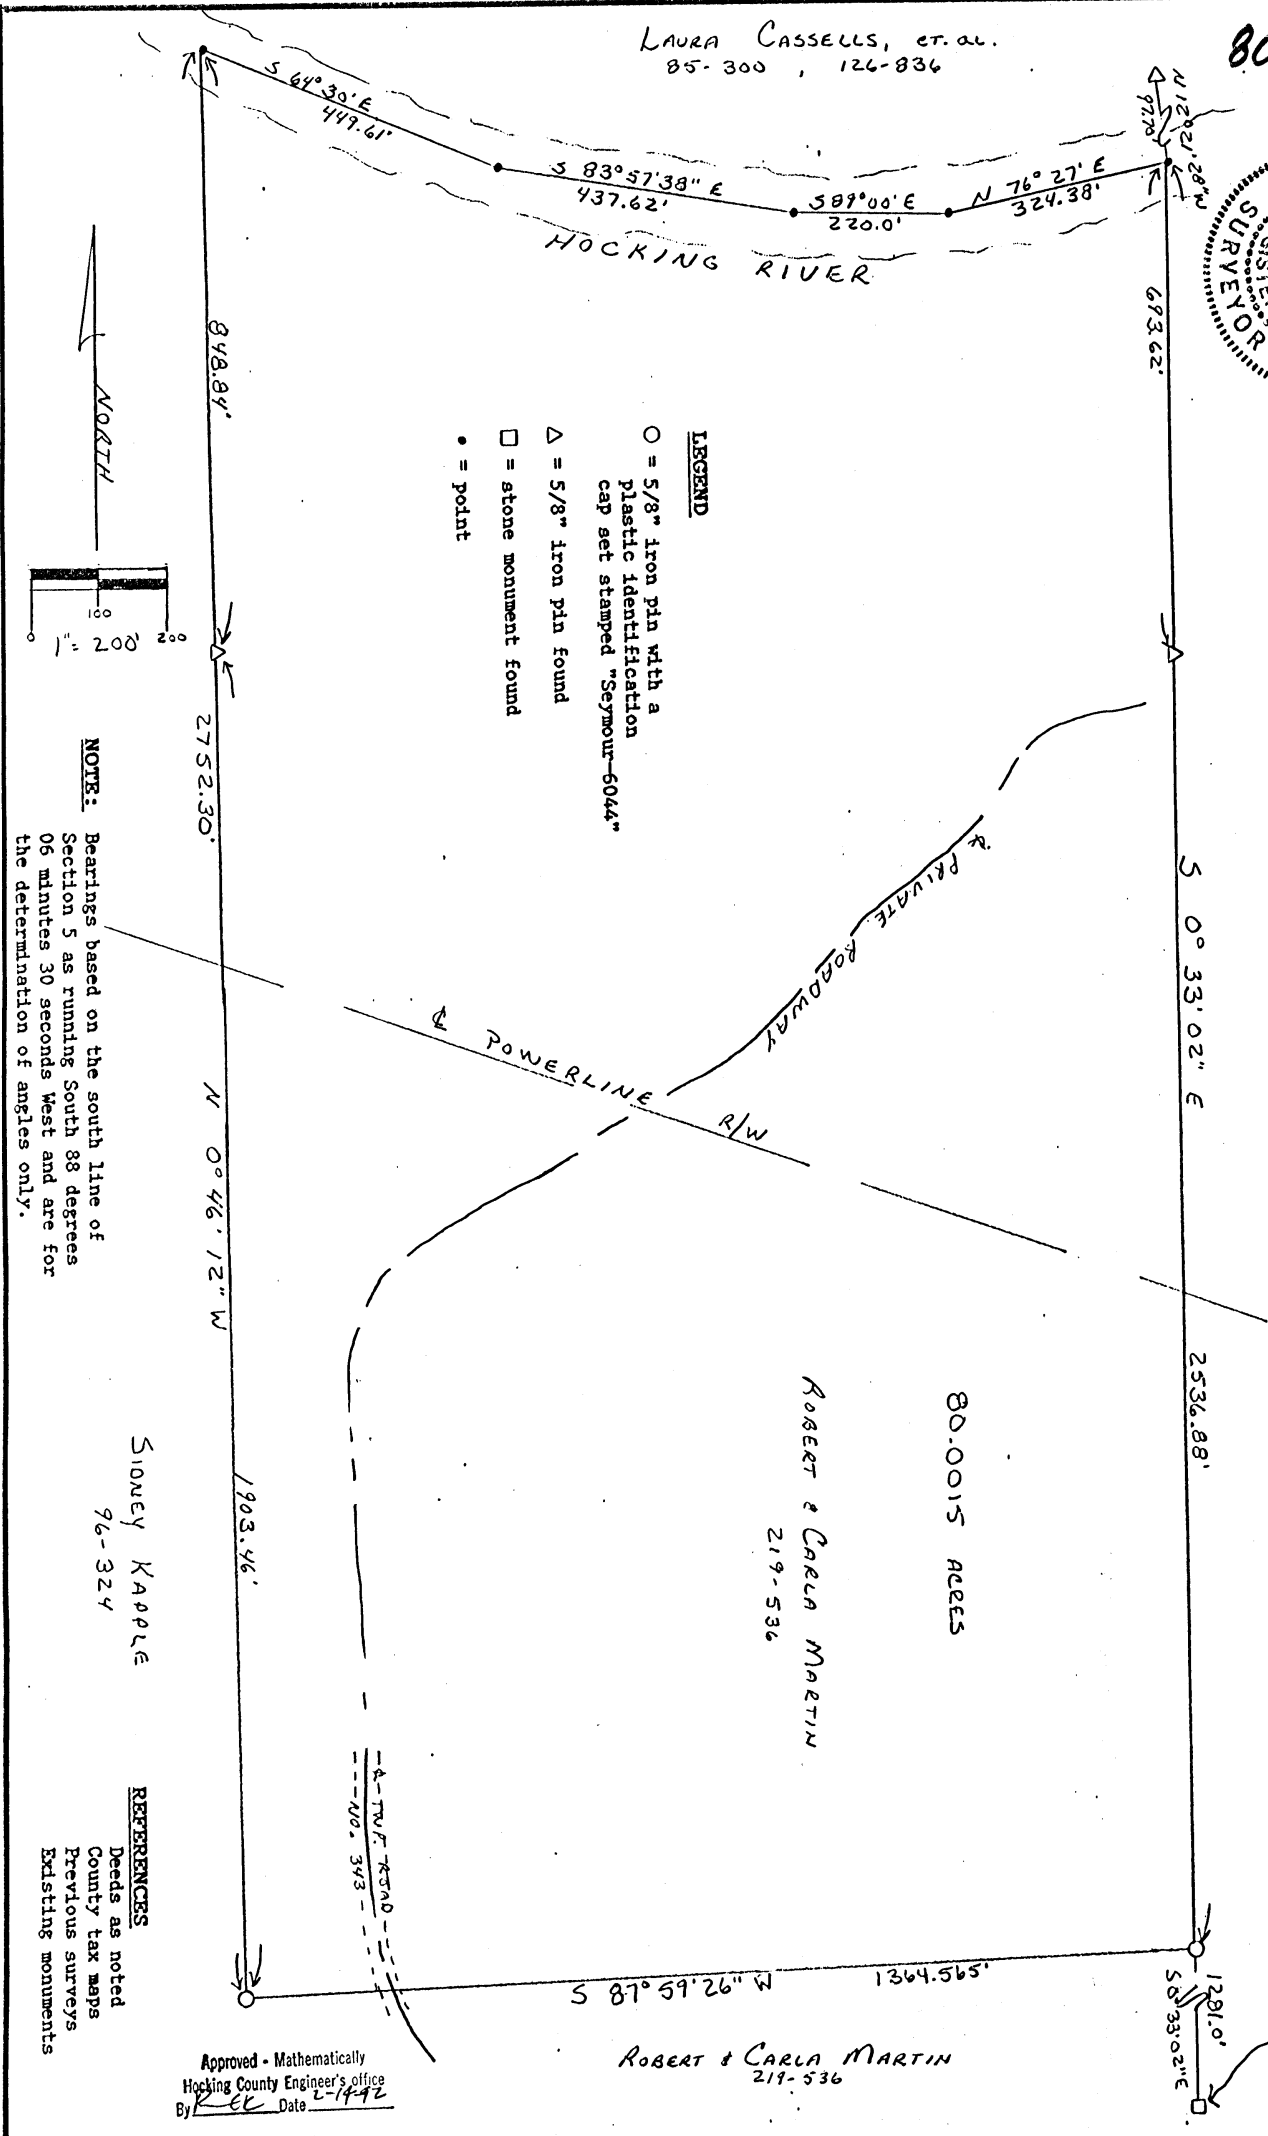 LAURA CASSELLS, et. al.
85-300 , 126-836
80
N 12°21'28" W
97.70'
S 64°30' E
449.61'
S 83°57'38" E
437.62'
S 89°00' E
220.0'
N 76°27' E
324.38'
HOCKING RIVER
SURVEYOR
693.62'
848.84'
NORTH
0
100
200
1"= 200'
LEGEND
O = 5/8" iron pin with a
plastic identification
cap set stamped "Seymour-6044"
△ = 5/8" iron pin found
□ = stone monument found
• = point
℄ PRIVATE ROADWAY
℄ POWERLINE R/W
S 0° 33' 02" E
2536.88'
2752.30'
N 0° 46' 12" W
1903.46'
NOTE: Bearings based on the south line of
Section 5 as running South 88 degrees
06 minutes 30 seconds West and are for
the determination of angles only.
80.0015 ACRES
ROBERT & CARLA MARTIN
219-536
SIDNEY KAPPLE
96-324
℄ TWP. ROAD
NO. 343
REFERENCES
Deeds as noted
County tax maps
Previous surveys
Existing monuments
S 87°59'26" W 1364.565'
1281.0'
S 0°33'02"E
ROBERT & CARLA MARTIN
219-536
Approved - Mathematically
Hocking County Engineer's office
By Date 2-14-92